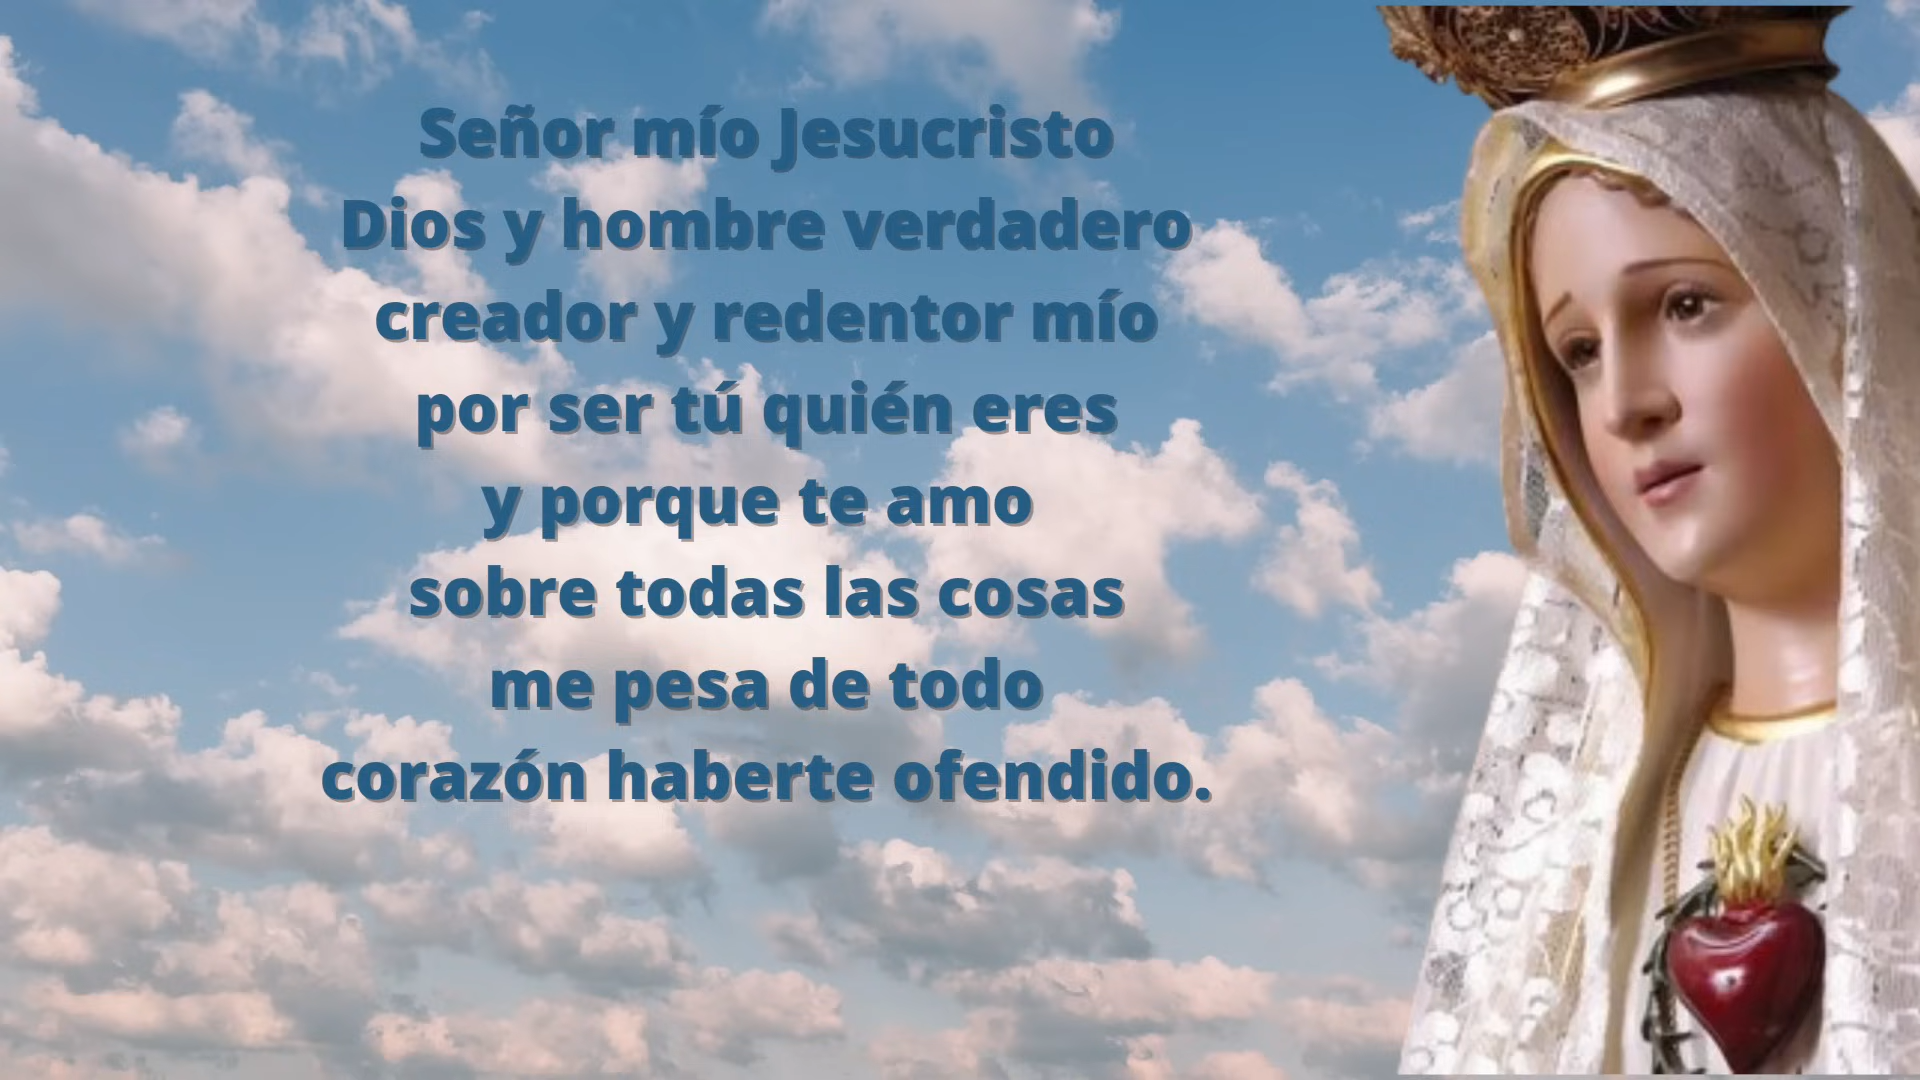 Señor mío Jesucristo
Dios y hombre verdadero
creador y redentor mío
por ser tú quién eres
y porque te amo
sobre todas las cosas
me pesa de todo
corazón haberte ofendido.